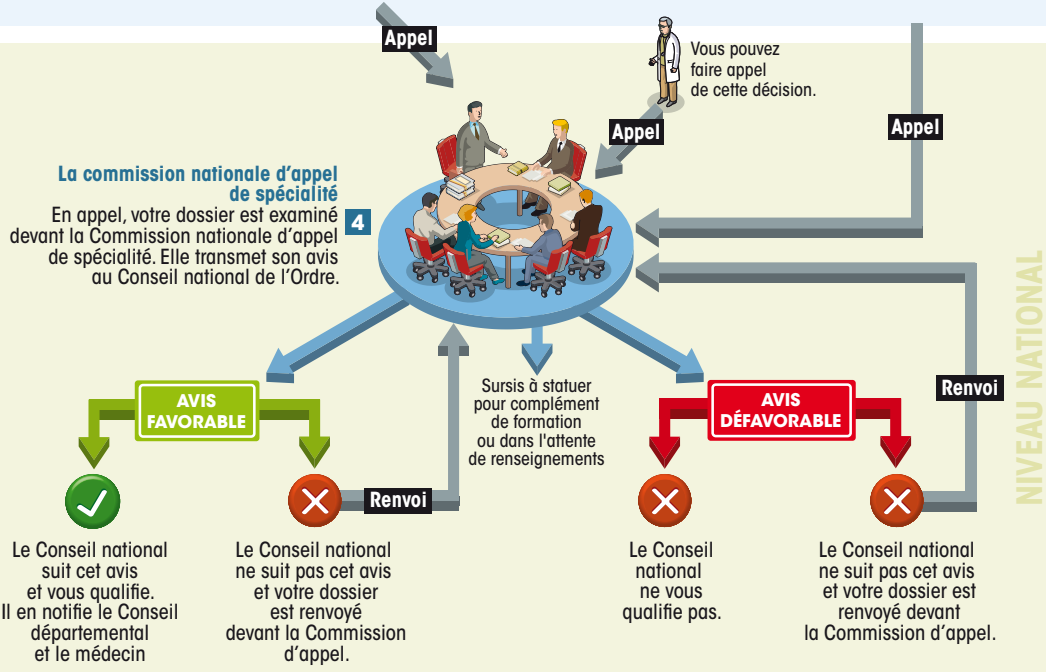 Appel
Vous pouvez
faire appel
de cette décision.
Appel
Appel
La commission nationale d’appel
de spécialité
En appel, votre dossier est examiné
devant la Commission nationale d’appel
de spécialité. Elle transmet son avis
au Conseil national de l’Ordre.
4
NIVEAU NATIONAL
AVIS
FAVORABLE
Sursis à statuer
pour complément
de formation
ou dans l'attente
de renseignements
AVIS
DÉFAVORABLE
Renvoi
Renvoi
Le Conseil national
suit cet avis
et vous qualifie.
Il en notifie le Conseil
départemental
et le médecin
Le Conseil national
ne suit pas cet avis
et votre dossier
est renvoyé
devant la Commission
d’appel.
Le Conseil
national
ne vous
qualifie pas.
Le Conseil national
ne suit pas cet avis
et votre dossier est
renvoyé devant
la Commission d’appel.